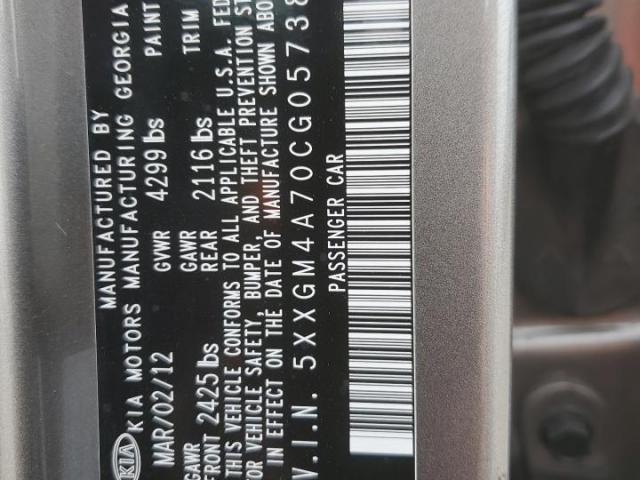 MANUFACTURED BY
KIA KIA MOTORS MANUFACTURING GEORGIA
MAR/02/12 GVWR 4299 lbs PAINT
GAWR GAWR TRIM
FRONT 2425 lbs REAR 2116 lbs
THIS VEHICLE CONFORMS TO ALL APPLICABLE U.S.A. FED
OR VEHICLE SAFETY, BUMPER, AND THEFT PREVENTION ST
IN EFFECT ON THE DATE OF MANUFACTURE SHOWN ABO
V.I.N. 5XXGM4A70CG05738
PASSENGER CAR